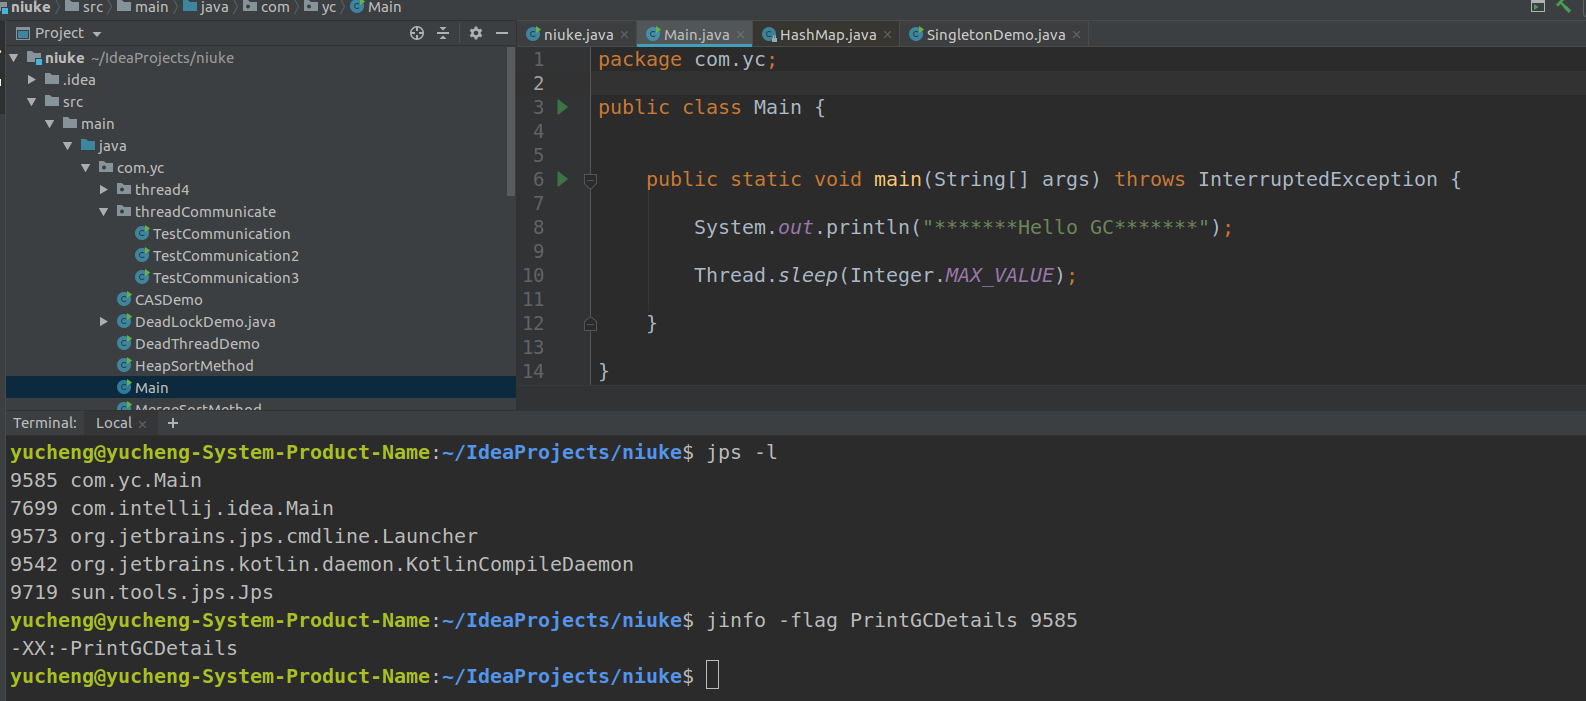 niuke src main java com yc Main
Project
niuke.java Main.java HashMap.java SingletonDemo.java
niuke ~/IdeaProjects/niuke
.idea
src
main
java
com.yc
thread4
threadCommunicate
TestCommunication
TestCommunication2
TestCommunication3
CASDemo
DeadLockDemo.java
DeadThreadDemo
HeapSortMethod
Main
MergeSortMethod
1 package com.yc;
2
3 public class Main {
4
5
6 public static void main(String[] args) throws InterruptedException {
7
8 System.out.println("*******Hello GC*******");
9
10 Thread.sleep(Integer.MAX_VALUE);
11
12 }
13
14 }
Terminal: Local +
yucheng@yucheng-System-Product-Name:~/IdeaProjects/niuke$ jps -l
9585 com.yc.Main
7699 com.intellij.idea.Main
9573 org.jetbrains.jps.cmdline.Launcher
9542 org.jetbrains.kotlin.daemon.KotlinCompileDaemon
9719 sun.tools.jps.Jps
yucheng@yucheng-System-Product-Name:~/IdeaProjects/niuke$ jinfo -flag PrintGCDetails 9585
-XX:-PrintGCDetails
yucheng@yucheng-System-Product-Name:~/IdeaProjects/niuke$